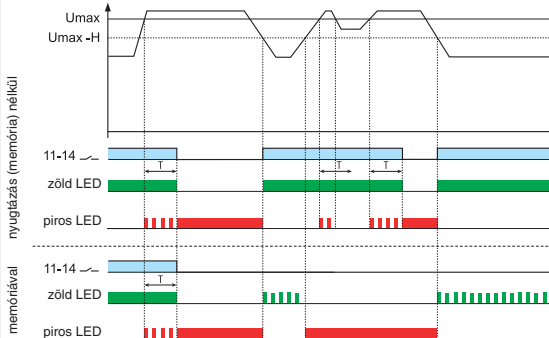 Umax
Umax -H
nyugtázás (memória) nélkül
11-14
T
T
T
zöld LED
piros LED
memóriával
11-14
T
zöld LED
piros LED